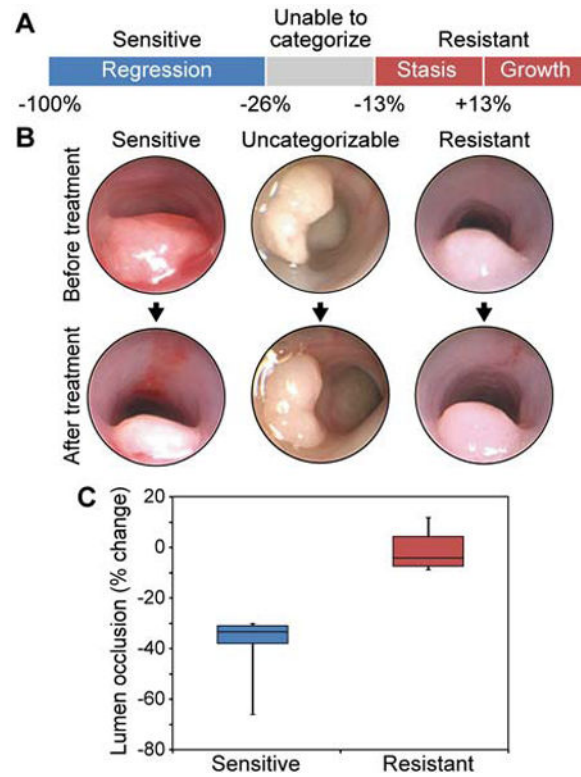 A
Sensitive
Unable to
categorize
Resistant
Regression
Stasis
Growth
-100%
-26%
-13%
+13%
B
Sensitive
Uncategorizable
Resistant
Before treatment
After treatment
C
Lumen occlusion (% change)
20
0
-20
-40
-60
-80
Sensitive
Resistant